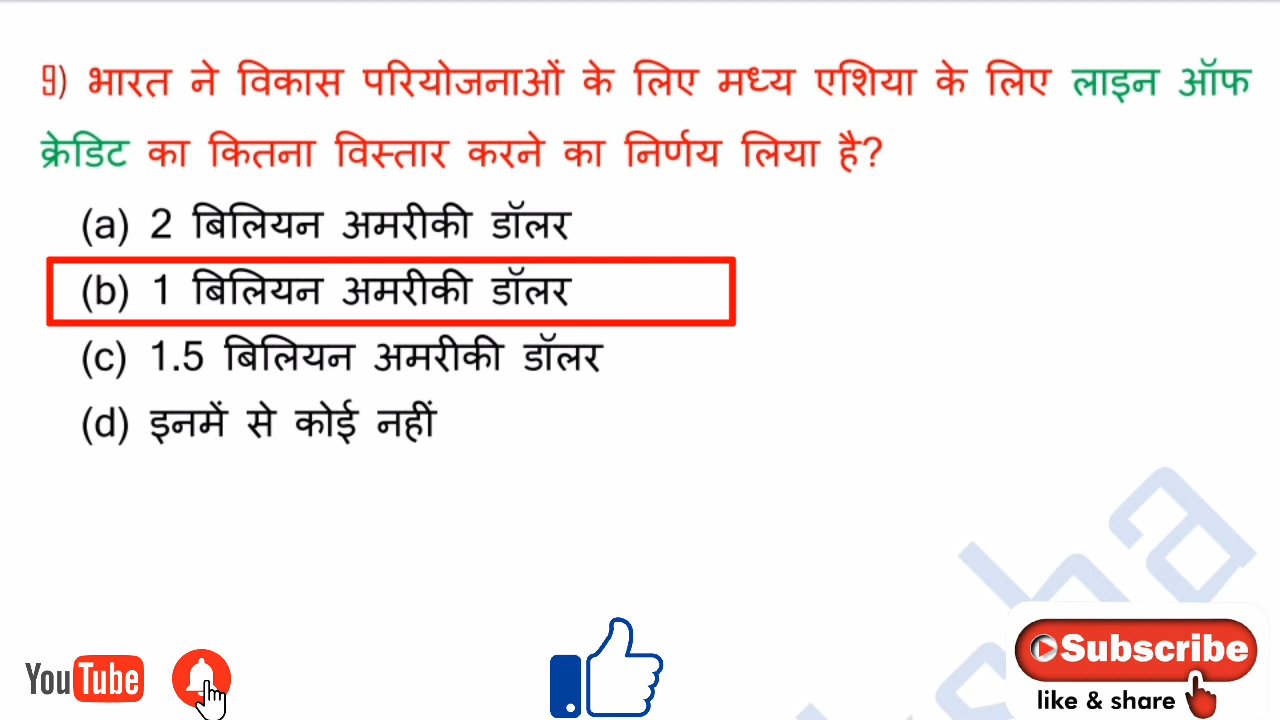 9) भारत ने विकास परियोजनाओं के लिए मध्य एशिया के लिए लाइन ऑफ
क्रेडिट का कितना विस्तार करने का निर्णय लिया है?
(a) 2 बिलियन अमरीकी डॉलर
(b) 1 बिलियन अमरीकी डॉलर
(c) 1.5 बिलियन अमरीकी डॉलर
(d) इनमें से कोई नहीं
YouTube
Subscribe
like & share